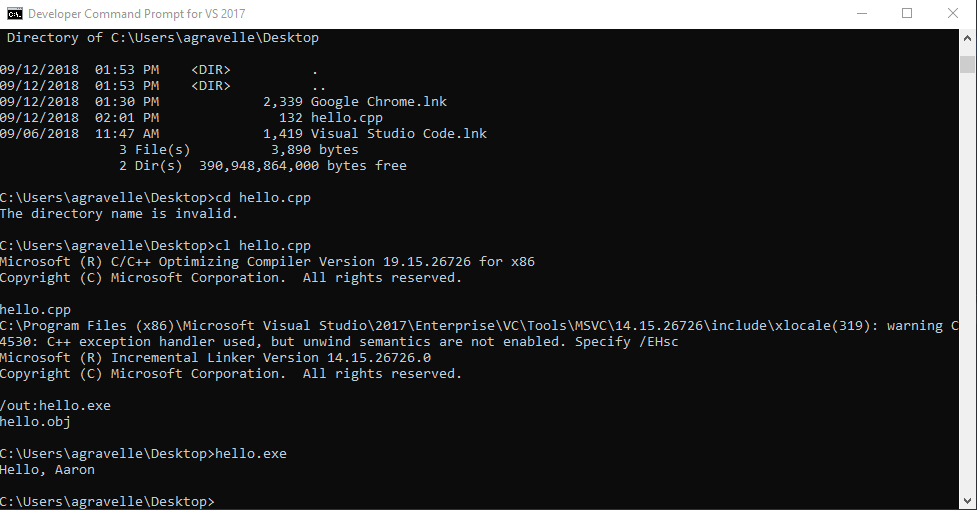 Developer Command Prompt for VS 2017
Directory of C:\Users\agravelle\Desktop
09/12/2018  01:53 PM    <DIR>          .
09/12/2018  01:53 PM    <DIR>          ..
09/12/2018  01:30 PM             2,339 Google Chrome.lnk
09/12/2018  02:01 PM               132 hello.cpp
09/06/2018  11:47 AM             1,419 Visual Studio Code.lnk
3 File(s)          3,890 bytes
2 Dir(s)  390,948,864,000 bytes free
C:\Users\agravelle\Desktop>cd hello.cpp
The directory name is invalid.
C:\Users\agravelle\Desktop>cl hello.cpp
Microsoft (R) C/C++ Optimizing Compiler Version 19.15.26726 for x86
Copyright (C) Microsoft Corporation.  All rights reserved.
hello.cpp
C:\Program Files (x86)\Microsoft Visual Studio\2017\Enterprise\VC\Tools\MSVC\14.15.26726\include\xlocale(319): warning C
4530: C++ exception handler used, but unwind semantics are not enabled. Specify /EHsc
Microsoft (R) Incremental Linker Version 14.15.26726.0
Copyright (C) Microsoft Corporation.  All rights reserved.
/out:hello.exe
hello.obj
C:\Users\agravelle\Desktop>hello.exe
Hello, Aaron
C:\Users\agravelle\Desktop>